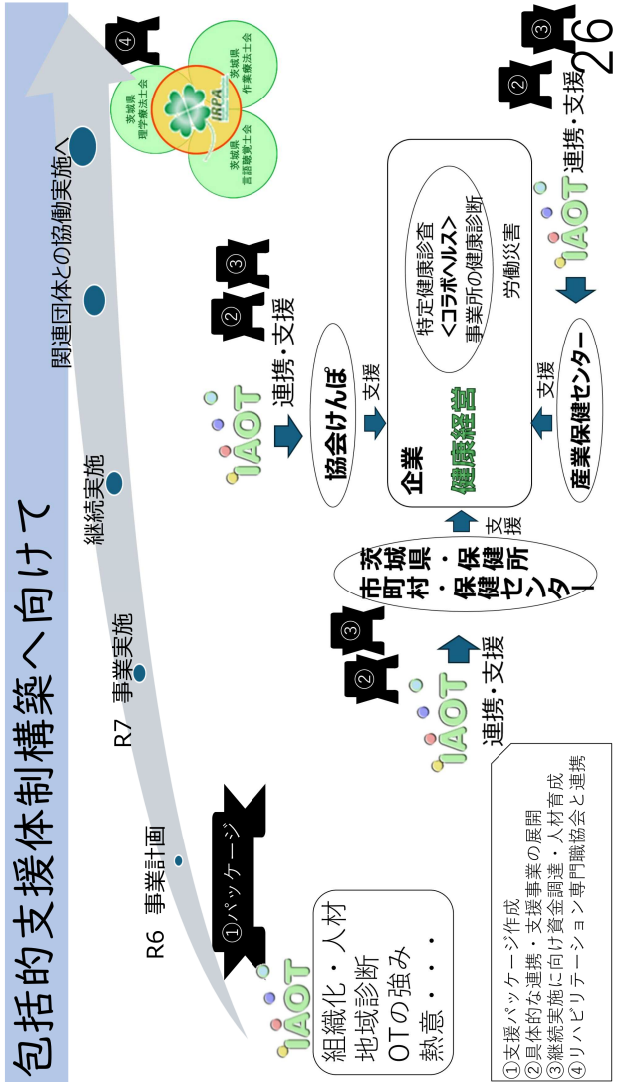 包括的支援体制構築へ向けて
R6 事業計画
R7 事業実施
継続実施
関連団体との協働実施へ
①パッケージ
IAOT
組織化・人材
地域診断
OTの強み
熱意・・・・
①支援パッケージ作成
②具体的な連携・支援事業の展開
③継続実施に向け資金調達・人材育成
④リハビリテーション専門職協会と連携
②
③
IAOT
連携・支援
茨城県・保健所
市町村・保健センター
支援
②
③
IAOT
連携・支援
協会けんぽ
支援
企業
健康経営
特定健康診査
<コラボヘルス>
事業所の健康診断
労働災害
支援
産業保健センター
②
③
IAOT
連携・支援
④
茨城県
理学療法士会
茨城県
作業療法士会
茨城県
言語聴覚士会
IRPA
26